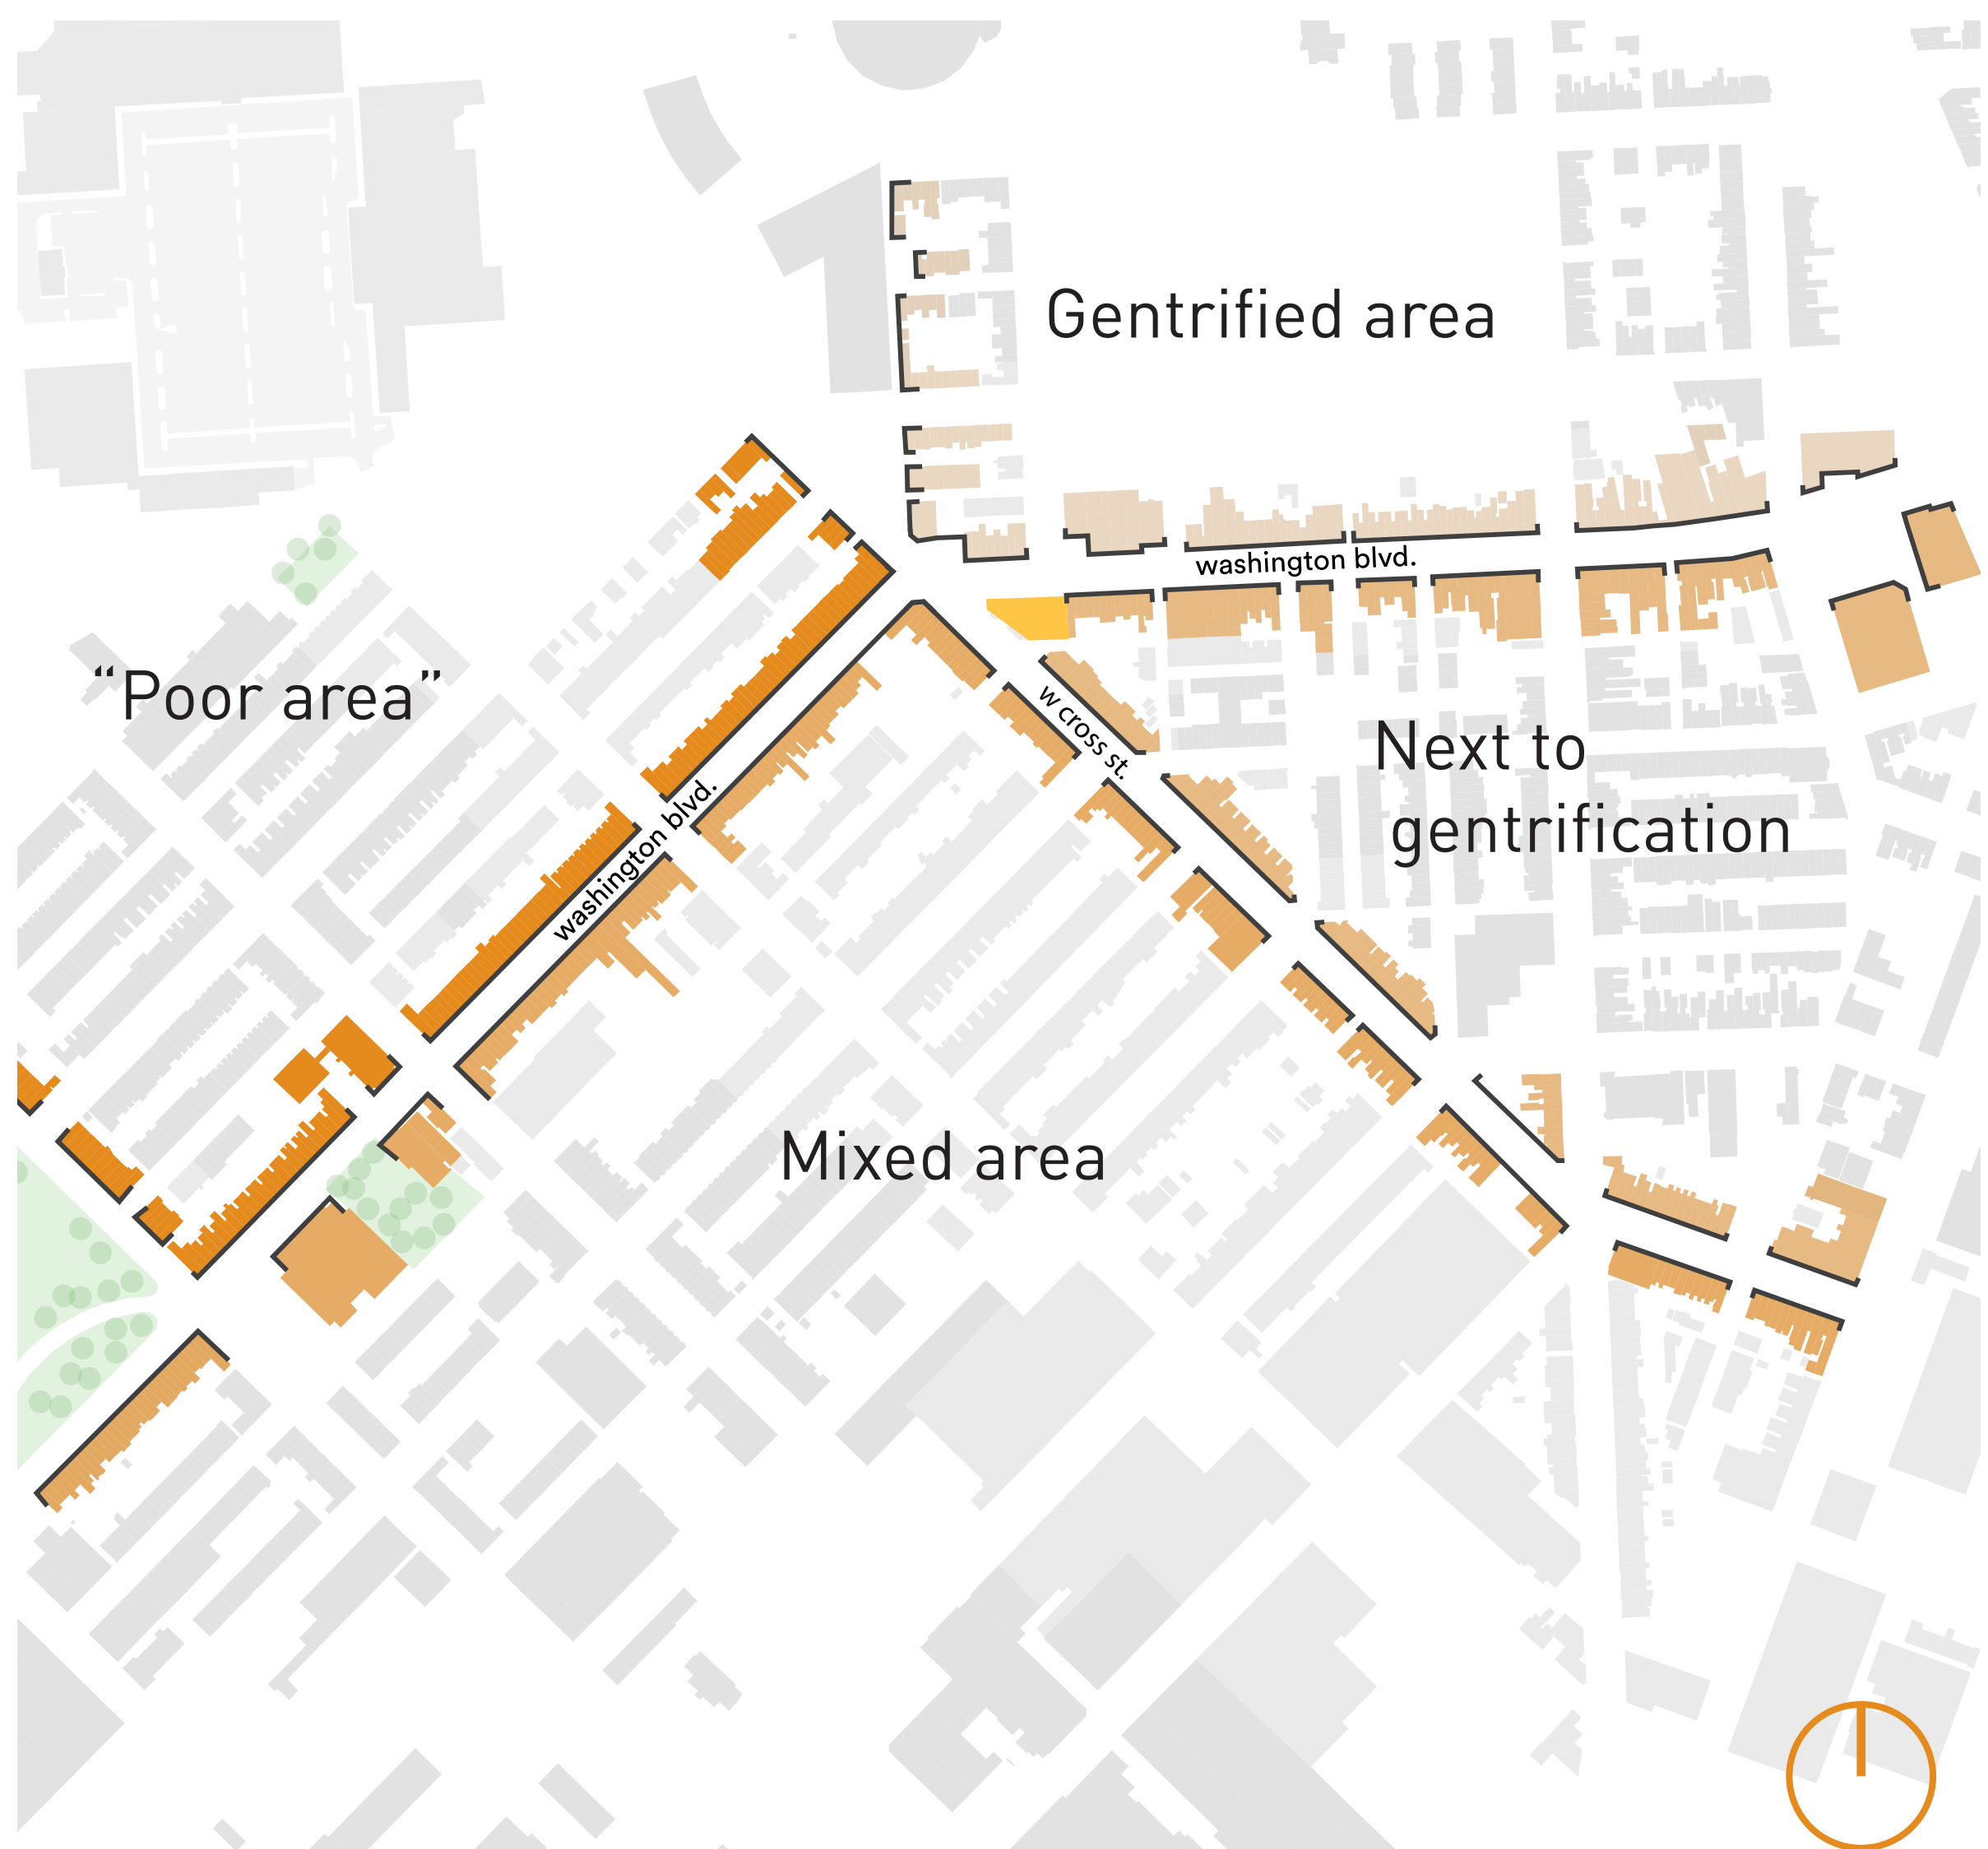 Gentrified area
washington blvd.
“Poor area”
w cross st.
Next to
gentrification
washington blvd.
Mixed area